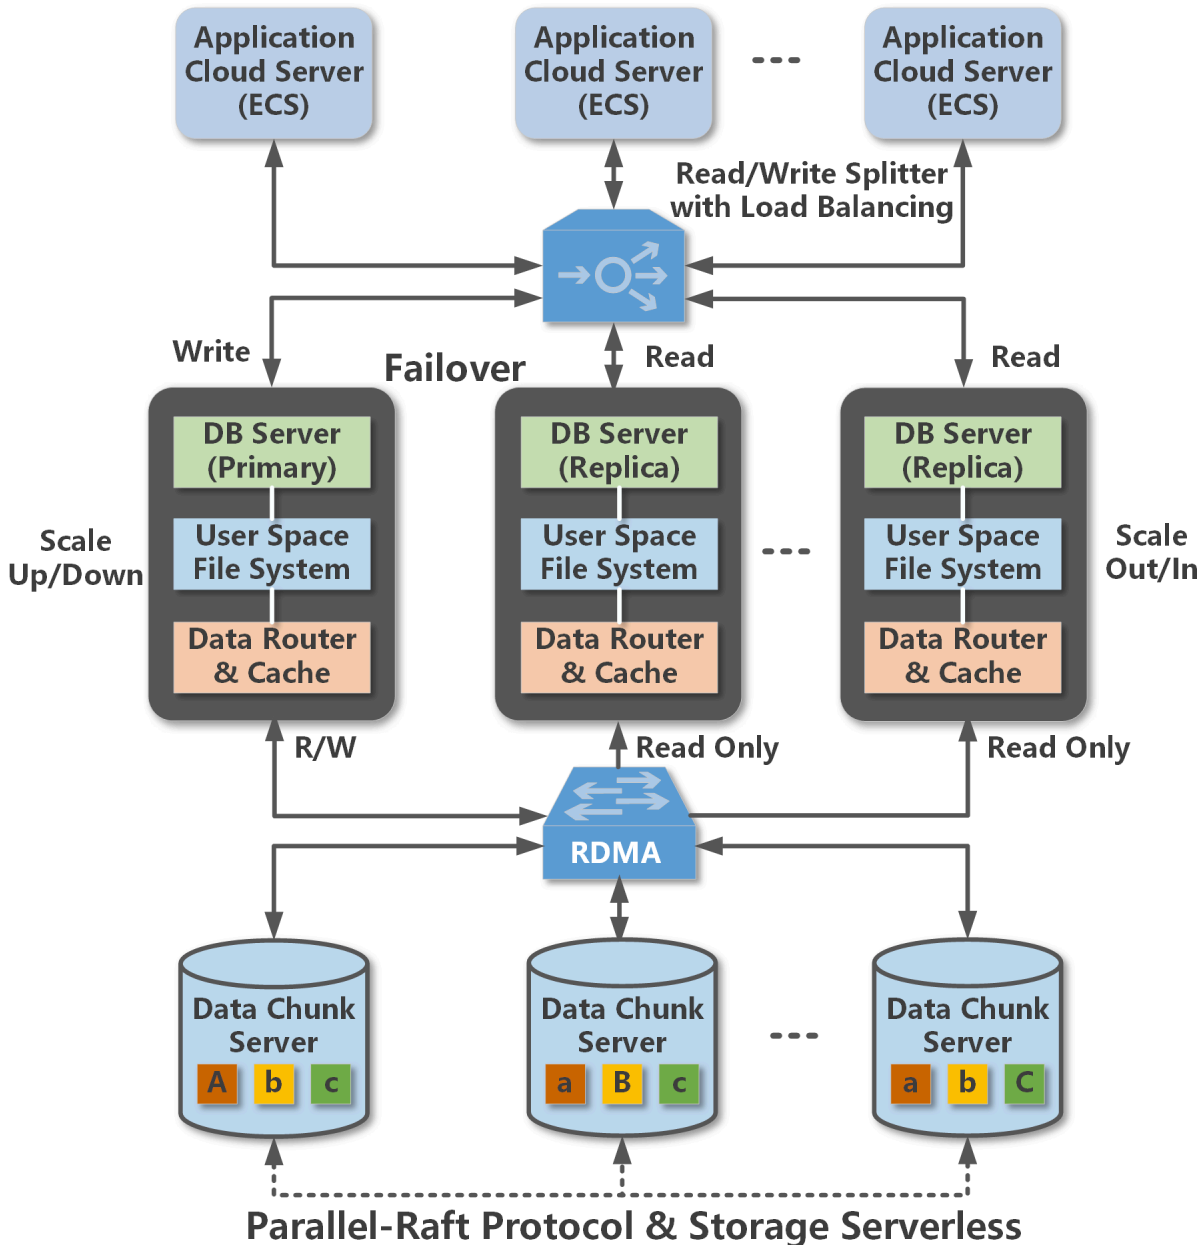 Application
Cloud Server
(ECS)
Application
Cloud Server
(ECS)
Application
Cloud Server
(ECS)
Read/Write Splitter
with Load Balancing
Write
Failover
Read
Read
DB Server
(Primary)
User Space
File System
Data Router
& Cache
DB Server
(Replica)
User Space
File System
Data Router
& Cache
DB Server
(Replica)
User Space
File System
Data Router
& Cache
Scale
Up/Down
Scale
Out/In
R/W
Read Only
Read Only
RDMA
Data Chunk
Server
A b c
Data Chunk
Server
a B c
Data Chunk
Server
a b C
Parallel-Raft Protocol & Storage Serverless